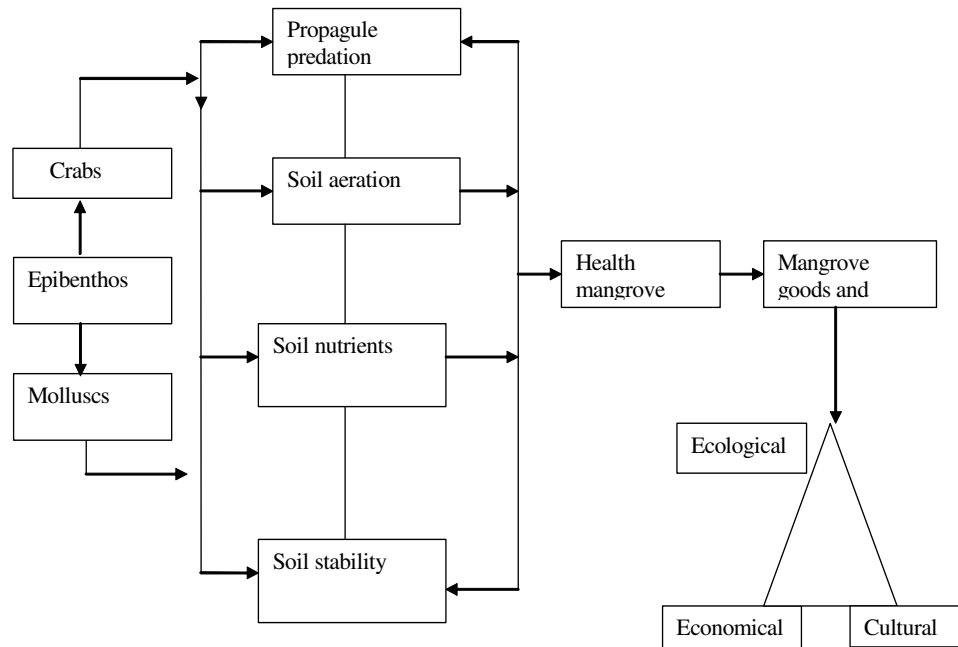 Propagule
predation
Crabs
Soil aeration
Epibenthos
Health
mangrove
Mangrove
goods and
Soil nutrients
Molluscs
Ecological
Soil stability
Economical
Cultural